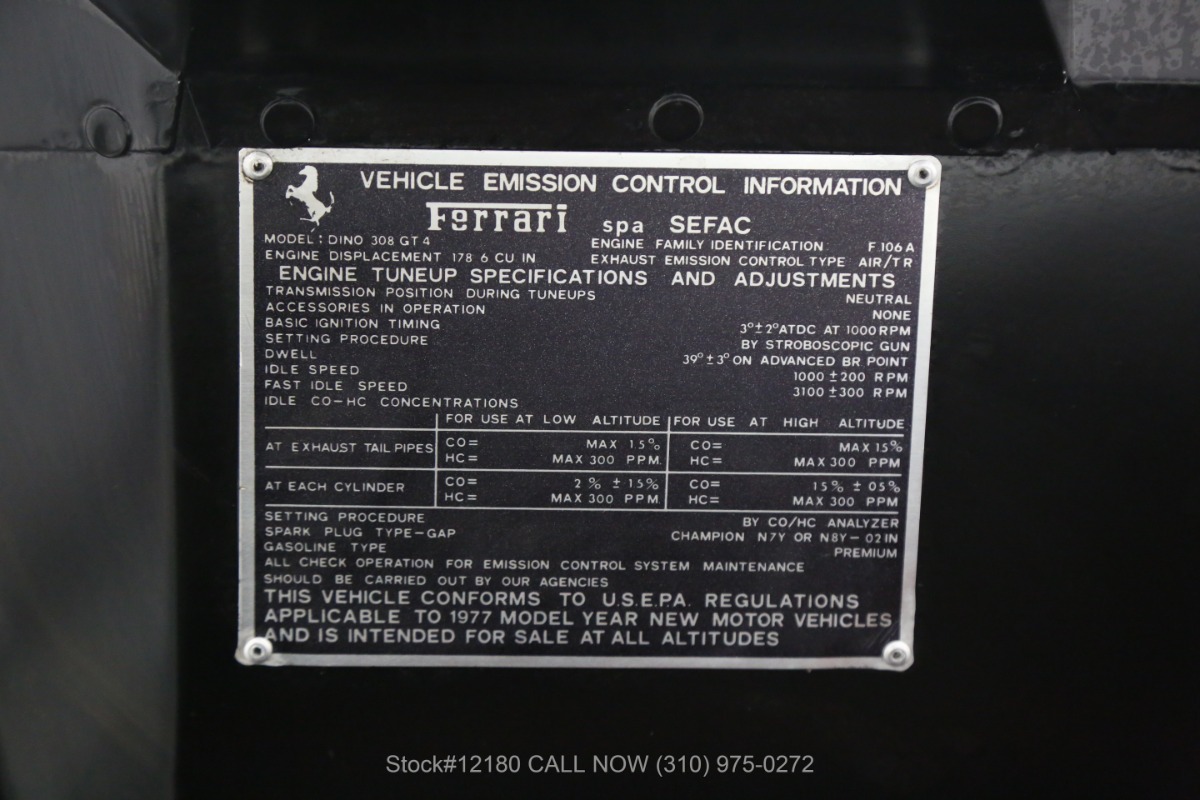 VEHICLE EMISSION CONTROL INFORMATION
Ferrari spa SEFAC
MODEL: DINO 308 GT 4 ENGINE FAMILY IDENTIFICATION F 106 A
ENGINE DISPLACEMENT 178 6 CU IN EXHAUST EMISSION CONTROL TYPE AIR/TR
ENGINE TUNEUP SPECIFICATIONS AND ADJUSTMENTS
TRANSMISSION POSITION DURING TUNEUPS NEUTRAL
ACCESSORIES IN OPERATION NONE
BASIC IGNITION TIMING 3°±2°ATDC AT 1000 RPM
SETTING PROCEDURE BY STROBOSCOPIC GUN
DWELL 39°±3° ON ADVANCED BR POINT
IDLE SPEED 1000 ±200 RPM
FAST IDLE SPEED 3100 ±300 RPM
IDLE CO-HC CONCENTRATIONS
FOR USE AT LOW ALTITUDE FOR USE AT HIGH ALTITUDE
AT EXHAUST TAIL PIPES CO= MAX 15% CO= MAX 15%
HC= MAX 300 PPM. HC= MAX 300 PPM
AT EACH CYLINDER CO= 2 % ± 15% CO= 15% ± 05%
HC= MAX 300 PPM. HC= MAX 300 PPM
SETTING PROCEDURE BY CO/HC ANALYZER
SPARK PLUG TYPE-GAP CHAMPION N7Y OR N8Y- 02 IN
GASOLINE TYPE PREMIUM
ALL CHECK OPERATION FOR EMISSION CONTROL SYSTEM MAINTENANCE
SHOULD BE CARRIED OUT BY OUR AGENCIES
THIS VEHICLE CONFORMS TO U.S.E.P.A. REGULATIONS
APPLICABLE TO 1977 MODEL YEAR NEW MOTOR VEHICLES
AND IS INTENDED FOR SALE AT ALL ALTITUDES
Stock#12180 CALL NOW (310) 975-0272